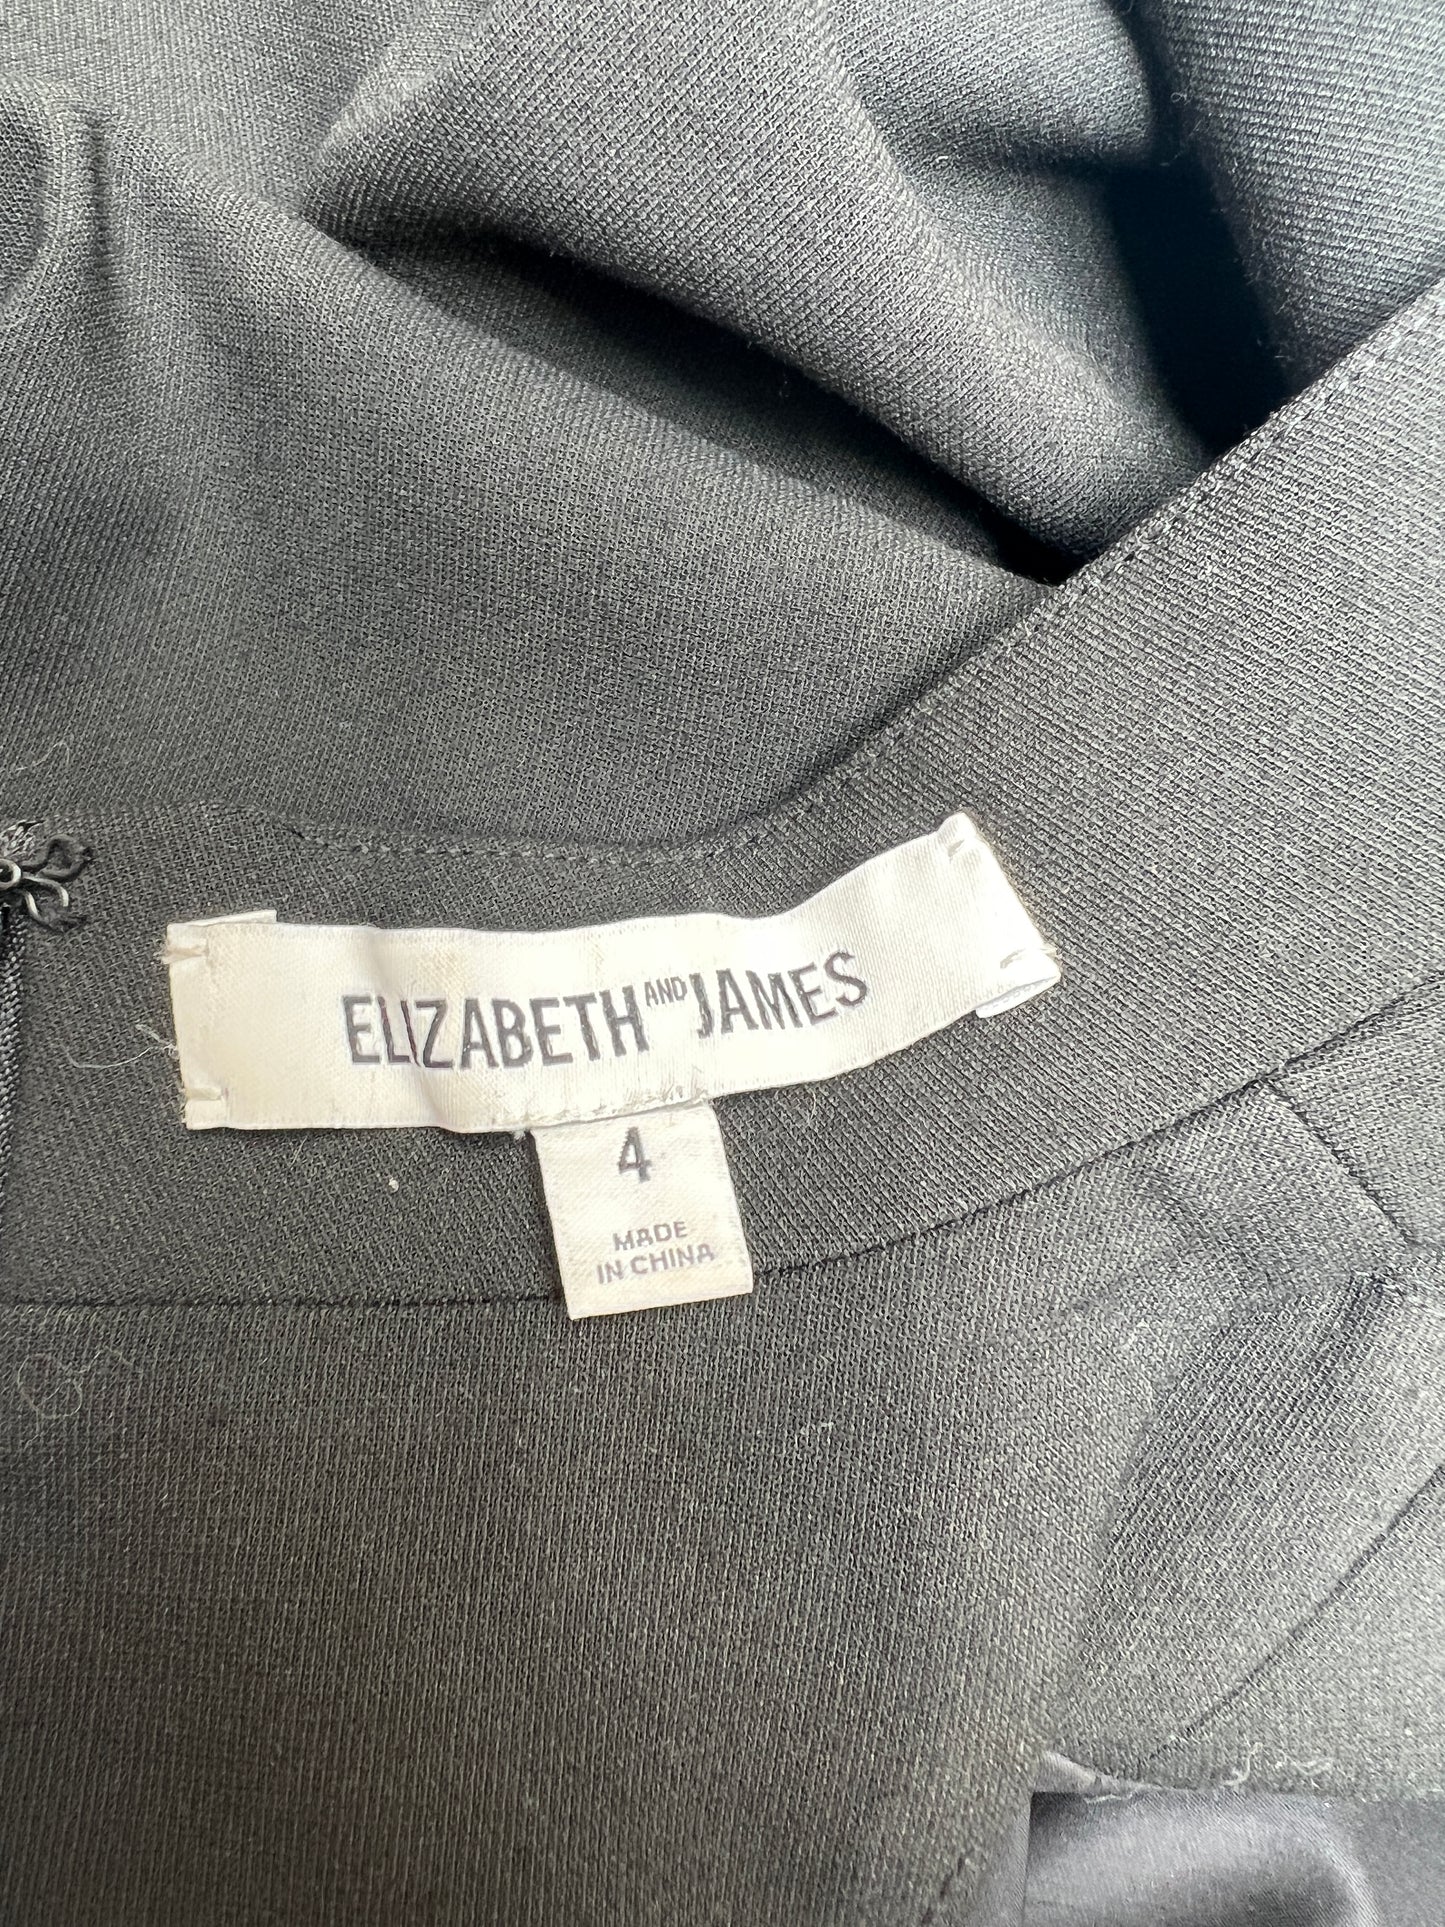 ELIZABETH AND JAMES
4
MADE
IN CHINA